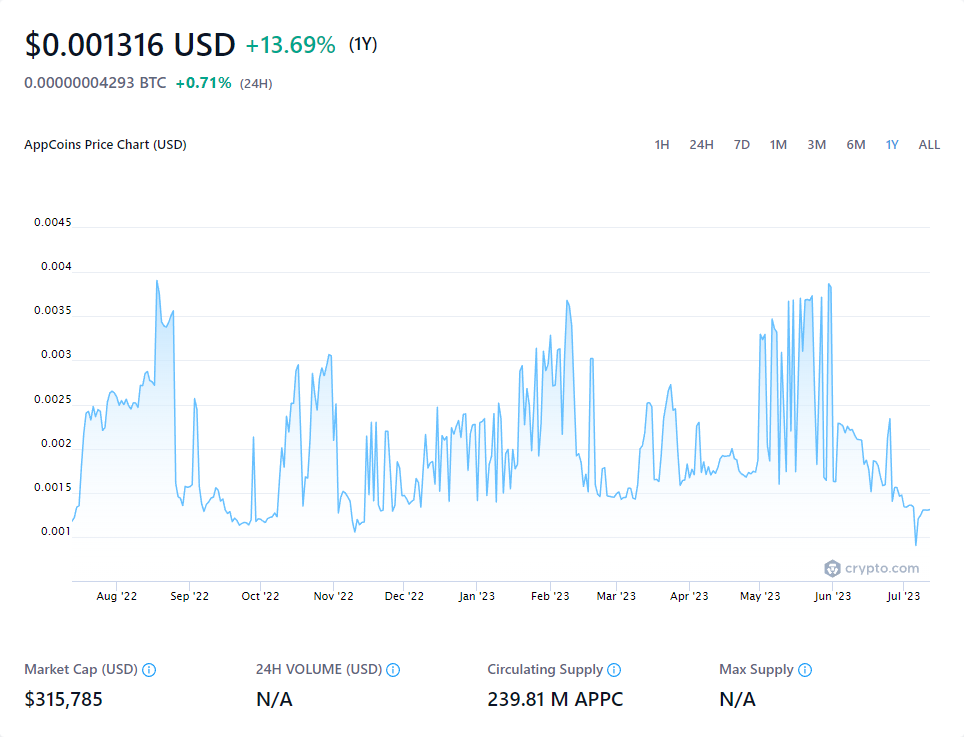 $0.001316 USD +13.69% (1Y)
0.00000004293 BTC +0.71% (24H)
AppCoins Price Chart (USD) 1H 24H 7D 1M 3M 6M 1Y ALL
0.0045
0.004
0.0035
0.003
0.0025
0.002
0.0015
0.001
crypto.com
Aug '22 Sep '22 Oct '22 Nov '22 Dec '22 Jan '23 Feb '23 Mar '23 Apr '23 May '23 Jun '23 Jul '23
Market Cap (USD) 24H VOLUME (USD) Circulating Supply Max Supply
$315,785 N/A 239.81 M APPC N/A